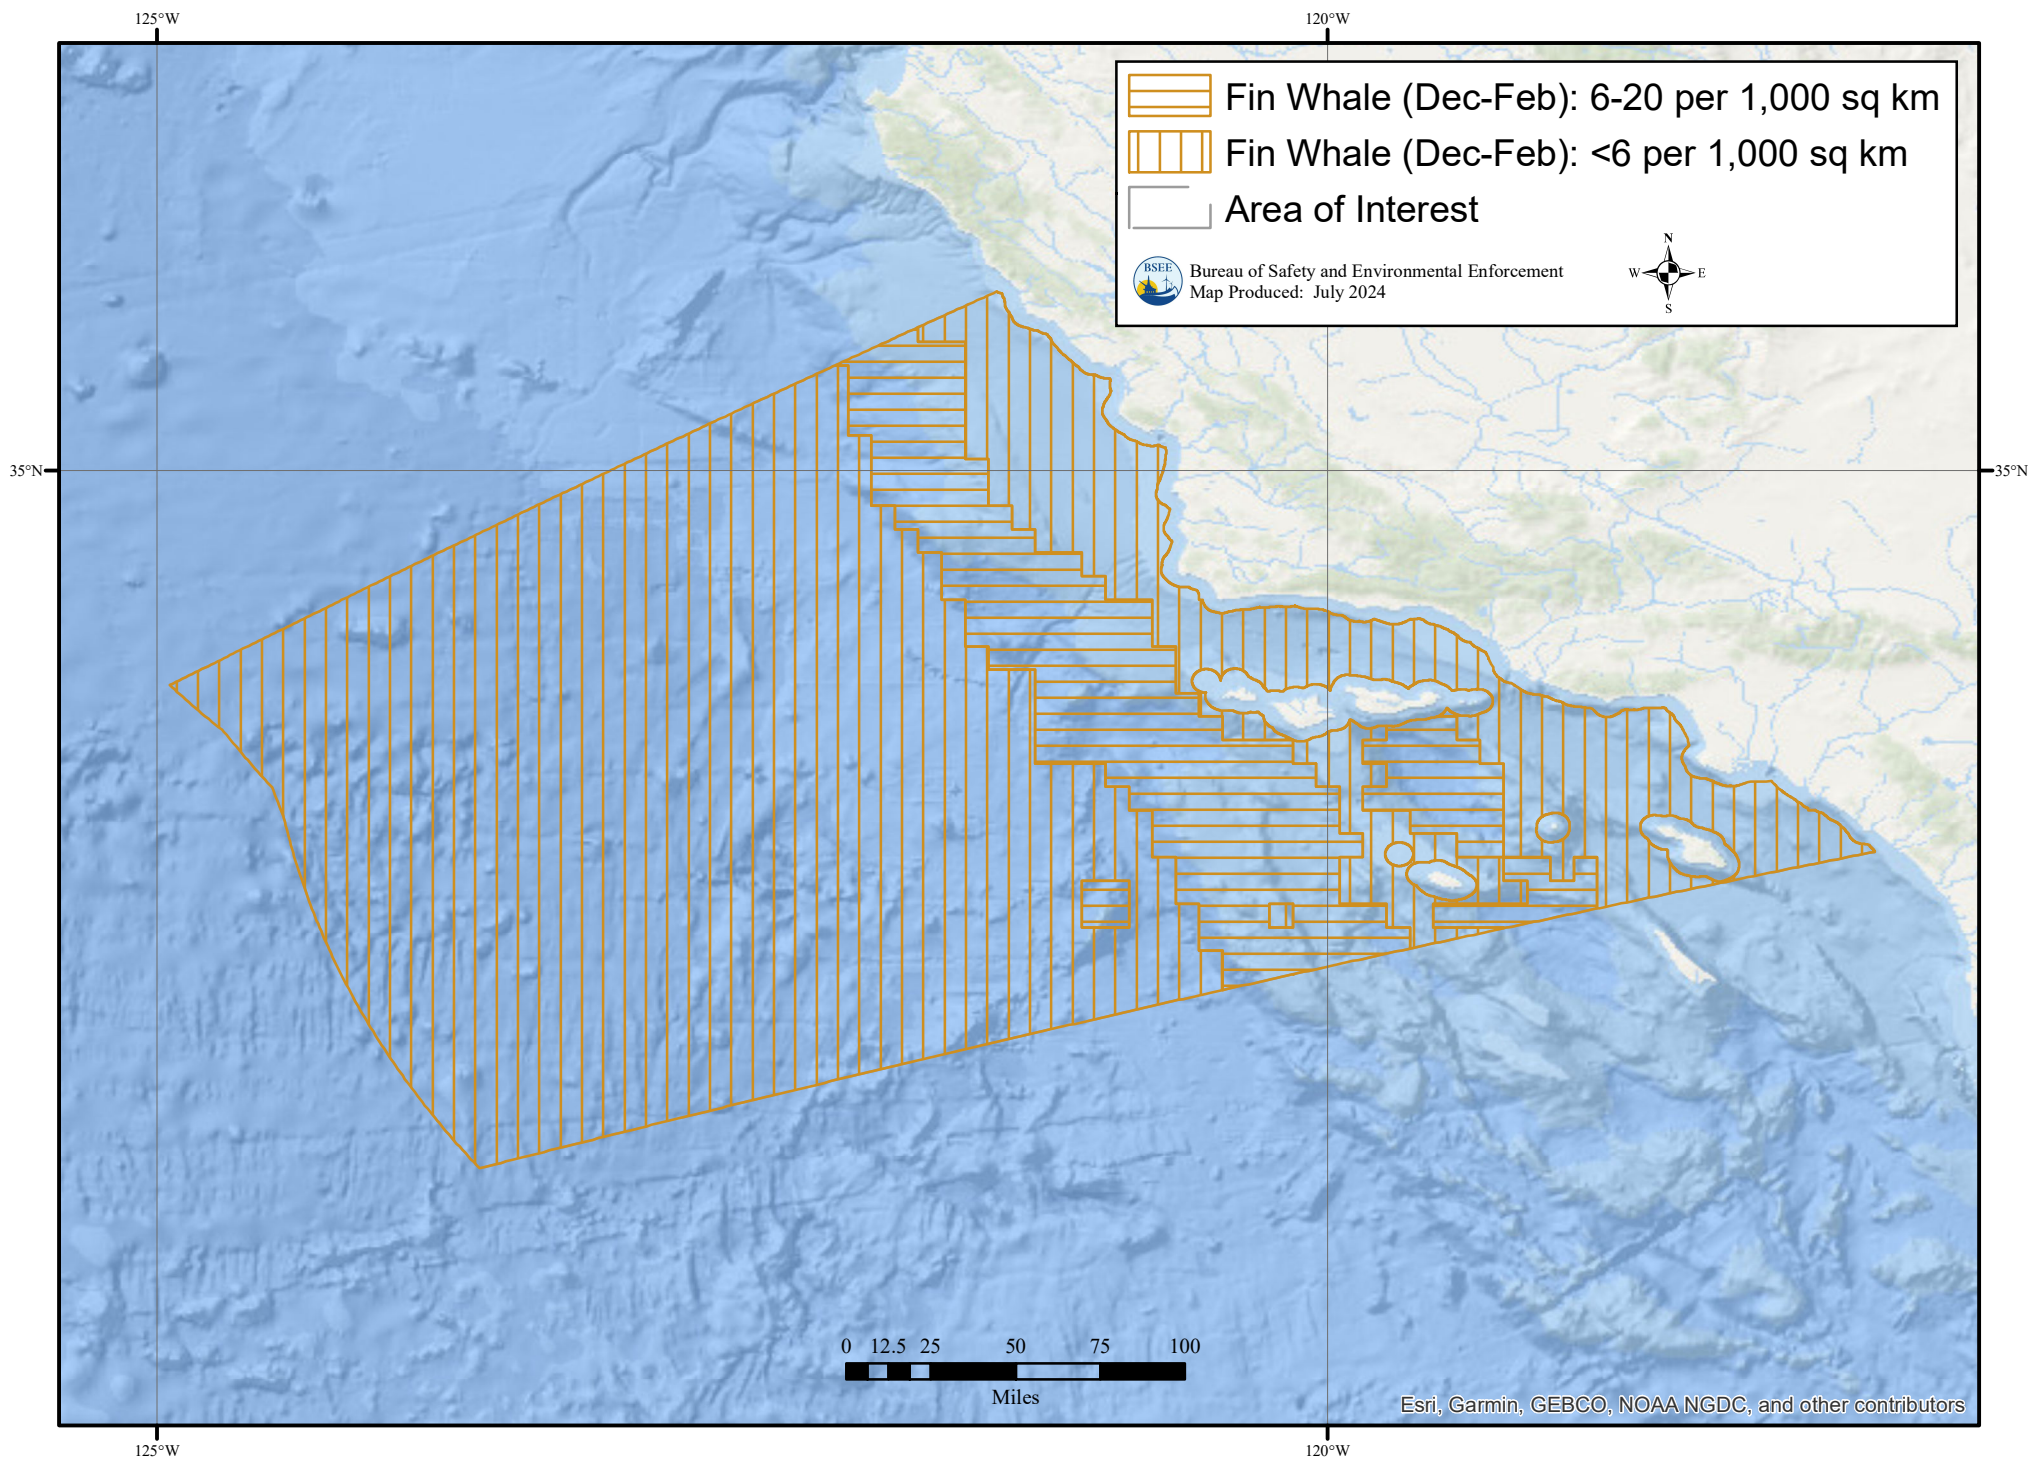 125°W
120°W
Fin Whale (Dec-Feb): 6-20 per 1,000 sq km
Fin Whale (Dec-Feb): <6 per 1,000 sq km
Area of Interest
BSEE
Bureau of Safety and Environmental Enforcement
Map Produced: July 2024
N
W
E
S
35°N
35°N
0 12.5 25 50 75 100
Miles
Esri, Garmin, GEBCO, NOAA NGDC, and other contributors
125°W
120°W